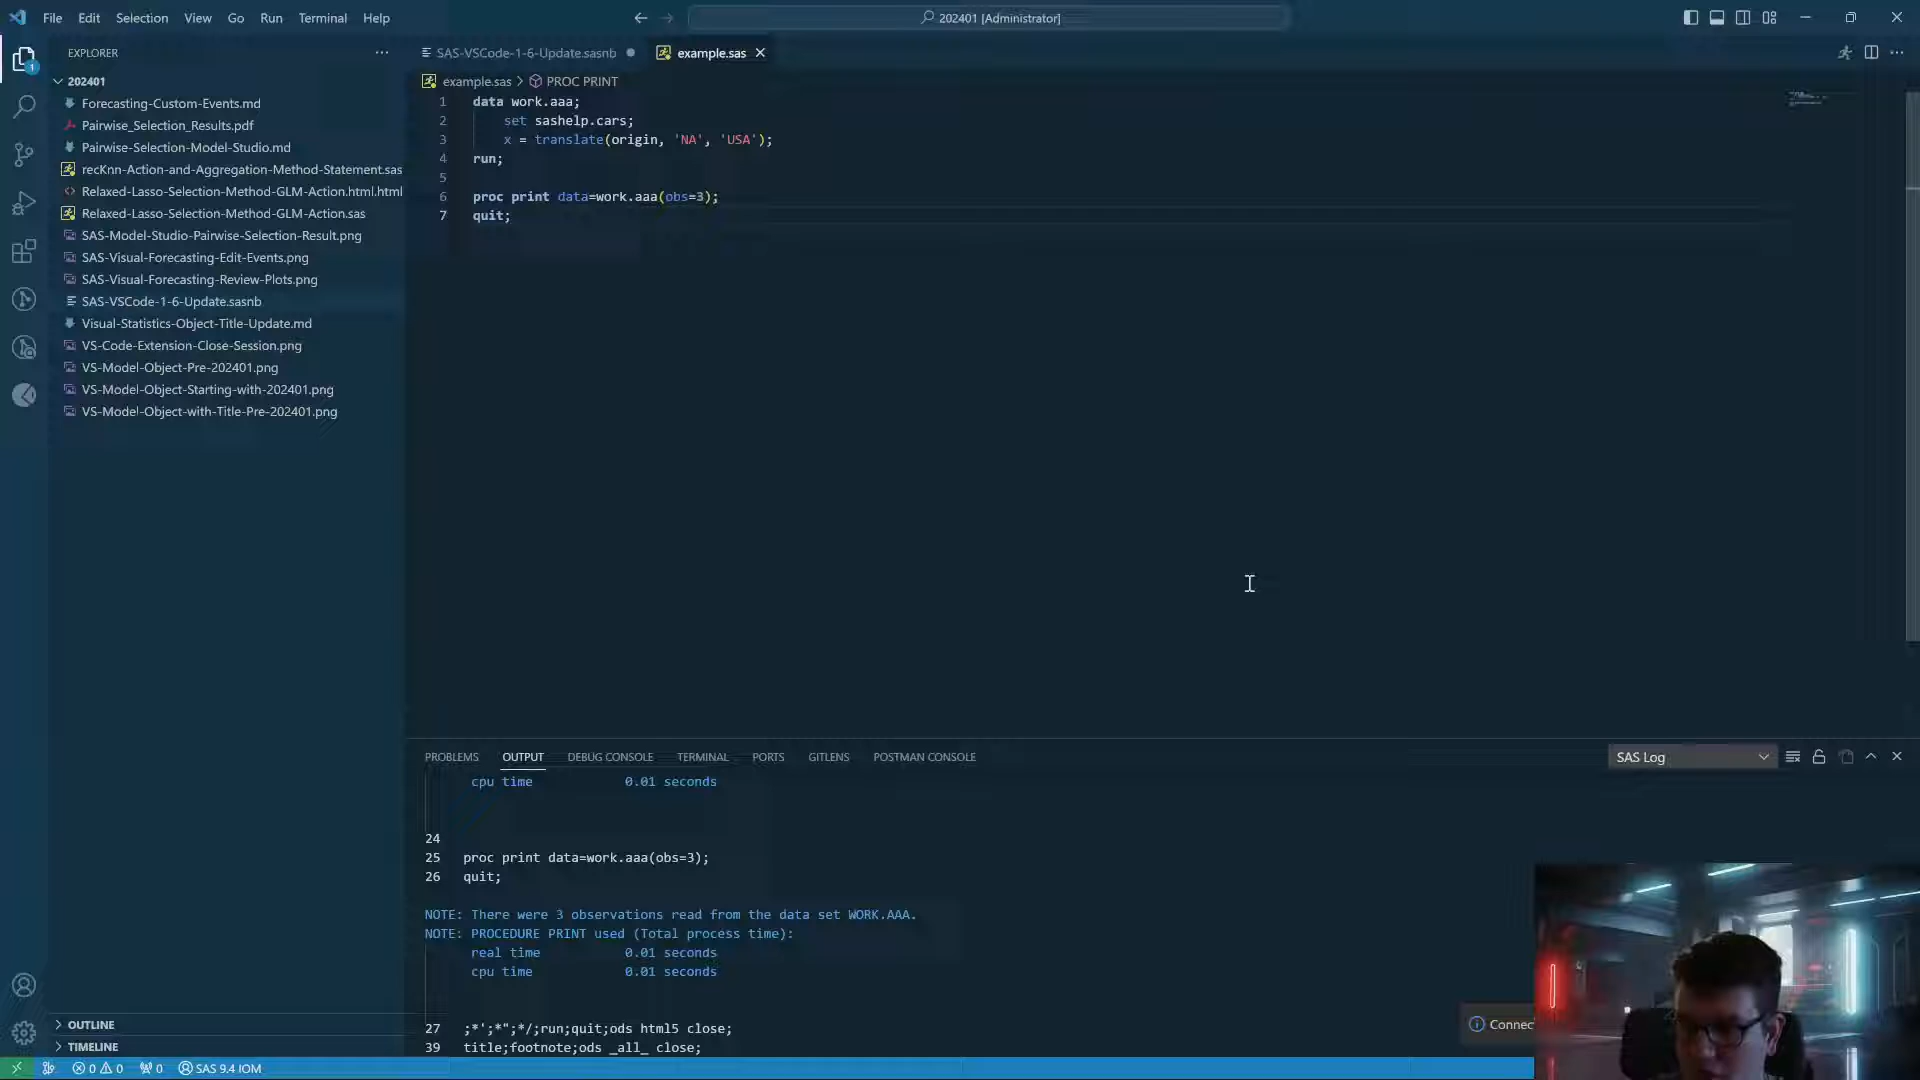 File Edit Selection View Go Run Terminal Help
202401 [Administrator]
EXPLORER
SAS-VSCode-1-6-Update.sasnb
example.sas
202401
example.sas > PROC PRINT
Forecasting-Custom-Events.md
Pairwise_Selection_Results.pdf
Pairwise-Selection-Model-Studio.md
recKnn-Action-and-Aggregation-Method-Statement.sas
Relaxed-Lasso-Selection-Method-GLM-Action.html.html
Relaxed-Lasso-Selection-Method-GLM-Action.sas
SAS-Model-Studio-Pairwise-Selection-Result.png
SAS-Visual-Forecasting-Edit-Events.png
SAS-Visual-Forecasting-Review-Plots.png
SAS-VSCode-1-6-Update.sasnb
Visual-Statistics-Object-Title-Update.md
VS-Code-Extension-Close-Session.png
VS-Model-Object-Pre-202401.png
VS-Model-Object-Starting-with-202401.png
VS-Model-Object-with-Title-Pre-202401.png
1 data work.aaa;
2 set sashelp.cars;
3 x = translate(origin, 'NA', 'USA');
4 run;
5
6 proc print data=work.aaa(obs=3);
7 quit;
PROBLEMS OUTPUT DEBUG CONSOLE TERMINAL PORTS GITLENS POSTMAN CONSOLE
SAS Log
cpu time 0.01 seconds
24
25 proc print data=work.aaa(obs=3);
26 quit;
NOTE: There were 3 observations read from the data set WORK.AAA.
NOTE: PROCEDURE PRINT used (Total process time):
real time 0.01 seconds
cpu time 0.01 seconds
27 ;*';*";*/;run;quit;ods html5 close;
39 title;footnote;ods _all_ close;
OUTLINE
TIMELINE
1
0 0 0 SAS 9.4 IOM